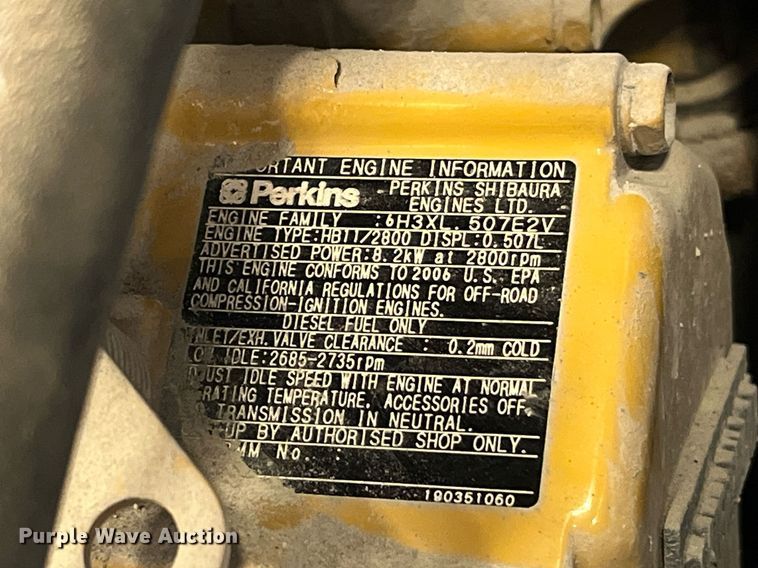 ORTANT ENGINE INFORMATION
Perkins PERKINS SHIBAURA
ENGINES LTD.
ENGINE FAMILY :6H3XL.507E2V
ENGINE TYPE:HB11/2800 DISPL:0.507L
ADVERTISED POWER:8.2kW at 2800rpm
THIS ENGINE CONFORMS TO 2006 U.S. EPA
AND CALIFORNIA REGULATIONS FOR OFF-ROAD
COMPRESSION-IGNITION ENGINES.
DIESEL FUEL ONLY
NLET/EXH.VALVE CLEARANCE : 0.2mm COLD
IDLE:2685-2735rpm
UST IDLE SPEED WITH ENGINE AT NORMAL
RATING TEMPERATURE, ACCESSORIES OFF,
TRANSMISSION IN NEUTRAL.
UP BY AUTHORISED SHOP ONLY.
MM No. :
190351060
Purple Wave Auction